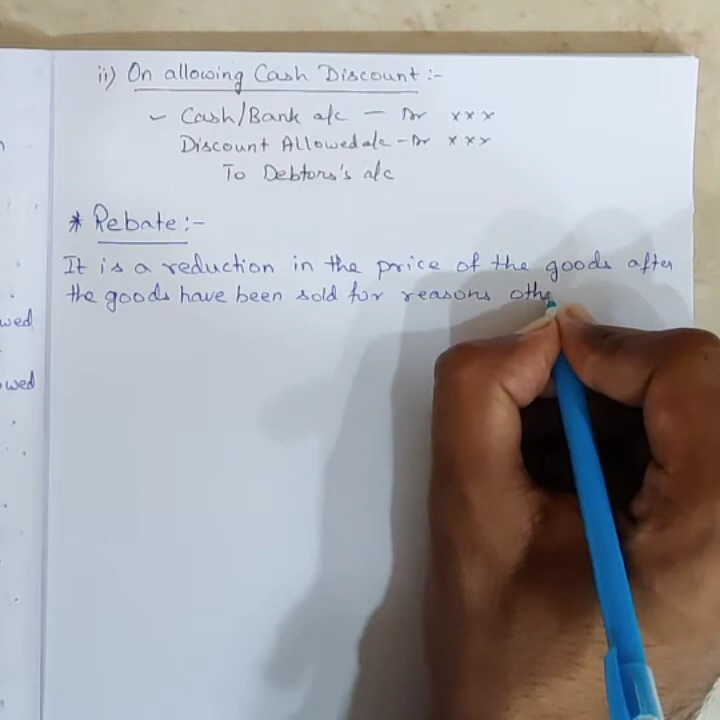 ii) On allowing Cash Discount :-
Cash/Bank a/c – Dr xxx
Discount Allowed a/c – Dr xxx
To Debtors's a/c
* Rebate :-
It is a reduction in the price of the goods after
the goods have been sold for reasons othe
wed
wed